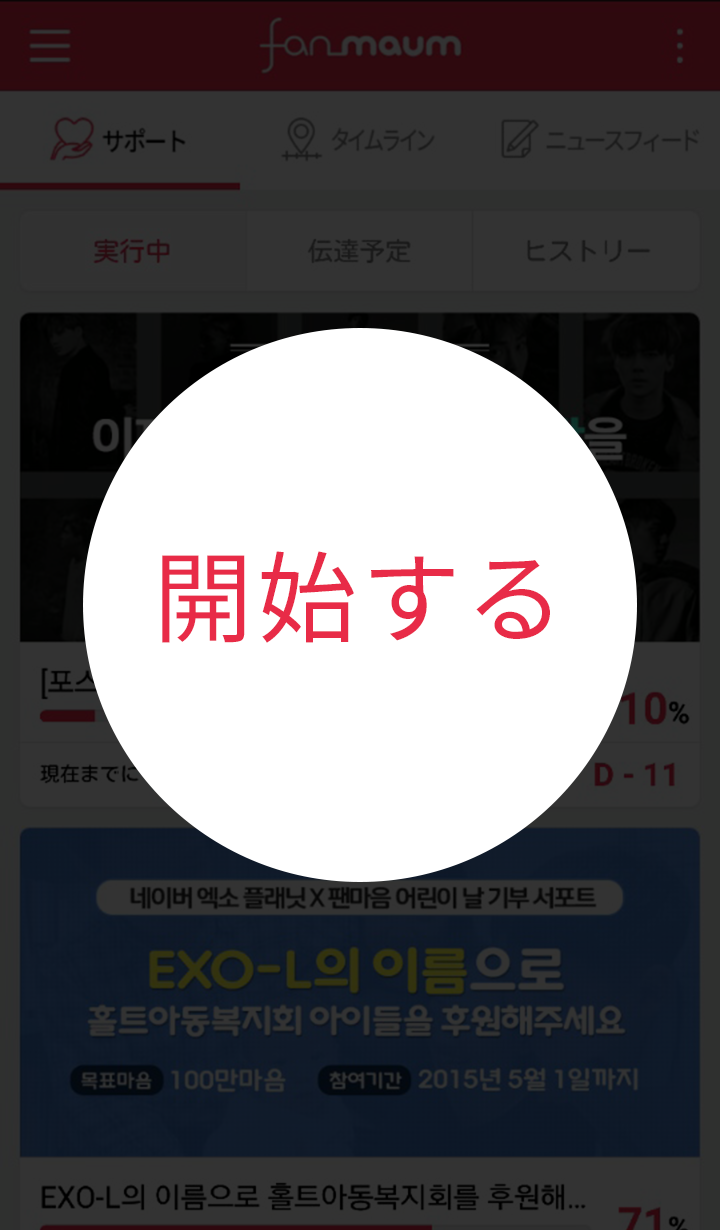 fanmaum
サポート
タイムライン
ニュースフィード
実行中
伝達予定
ヒストリー
을
開始する
[포스
10%
現在までに
D - 11
네이버 엑소 플래닛 X 팬마음 어린이 날 기부 서포트
EXO-L의 이름으로
홀트아동복지회 아이들을 후원해주세요
목표마음 100만마음 참여기간 2015년 5월 1일까지
EXO-L의 이름으로 홀트아동복지회를 후원해...
71%